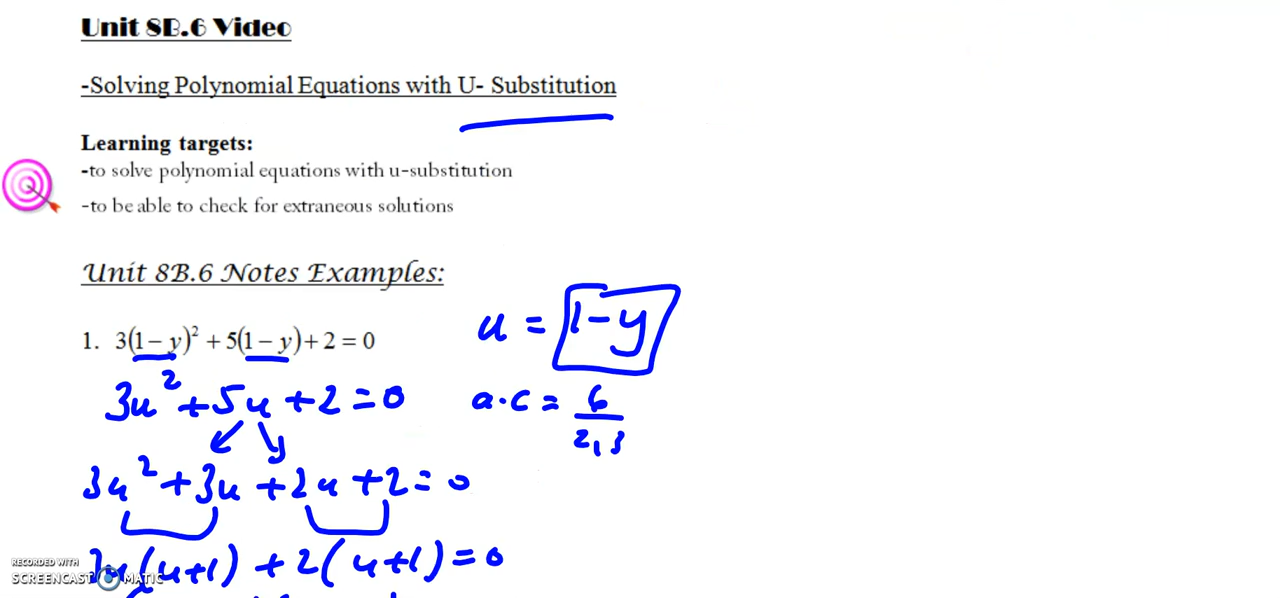 Unit 8B.6 Video
-Solving Polynomial Equations with U- Substitution
Learning targets:
-to solve polynomial equations with u-substitution
-to be able to check for extraneous solutions
Unit 8B.6 Notes Examples:
u = 1-y
1. 3(1 − y)² + 5(1 − y) + 2 = 0
3u² + 5u + 2 = 0
a·c = 6
2, 3
3u² + 3u + 2u + 2 = 0
3u(u+1) + 2(u+1) = 0
RECORDED WITH
SCREENCAST MATIC